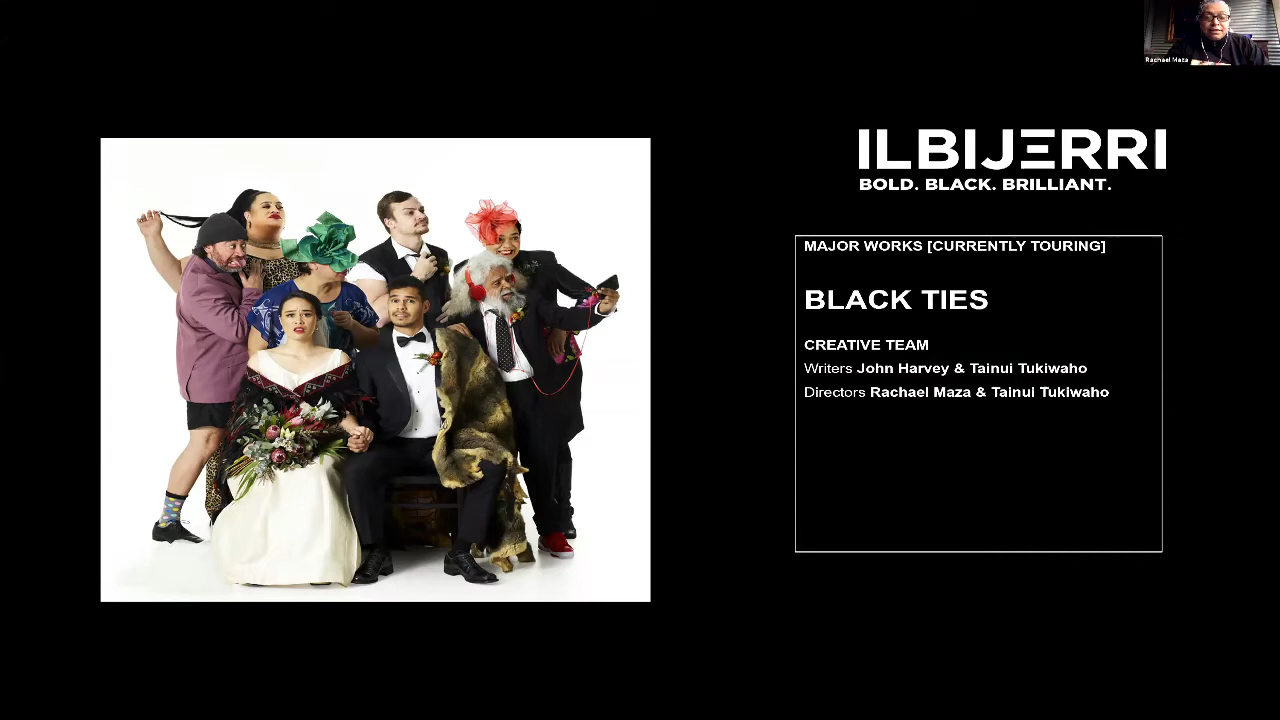 Rachael Maza
ILBIJERRI
BOLD. BLACK. BRILLIANT.
MAJOR WORKS [CURRENTLY TOURING]
BLACK TIES
CREATIVE TEAM
Writers John Harvey & Tainui Tukiwaho
Directors Rachael Maza & Tainui Tukiwaho